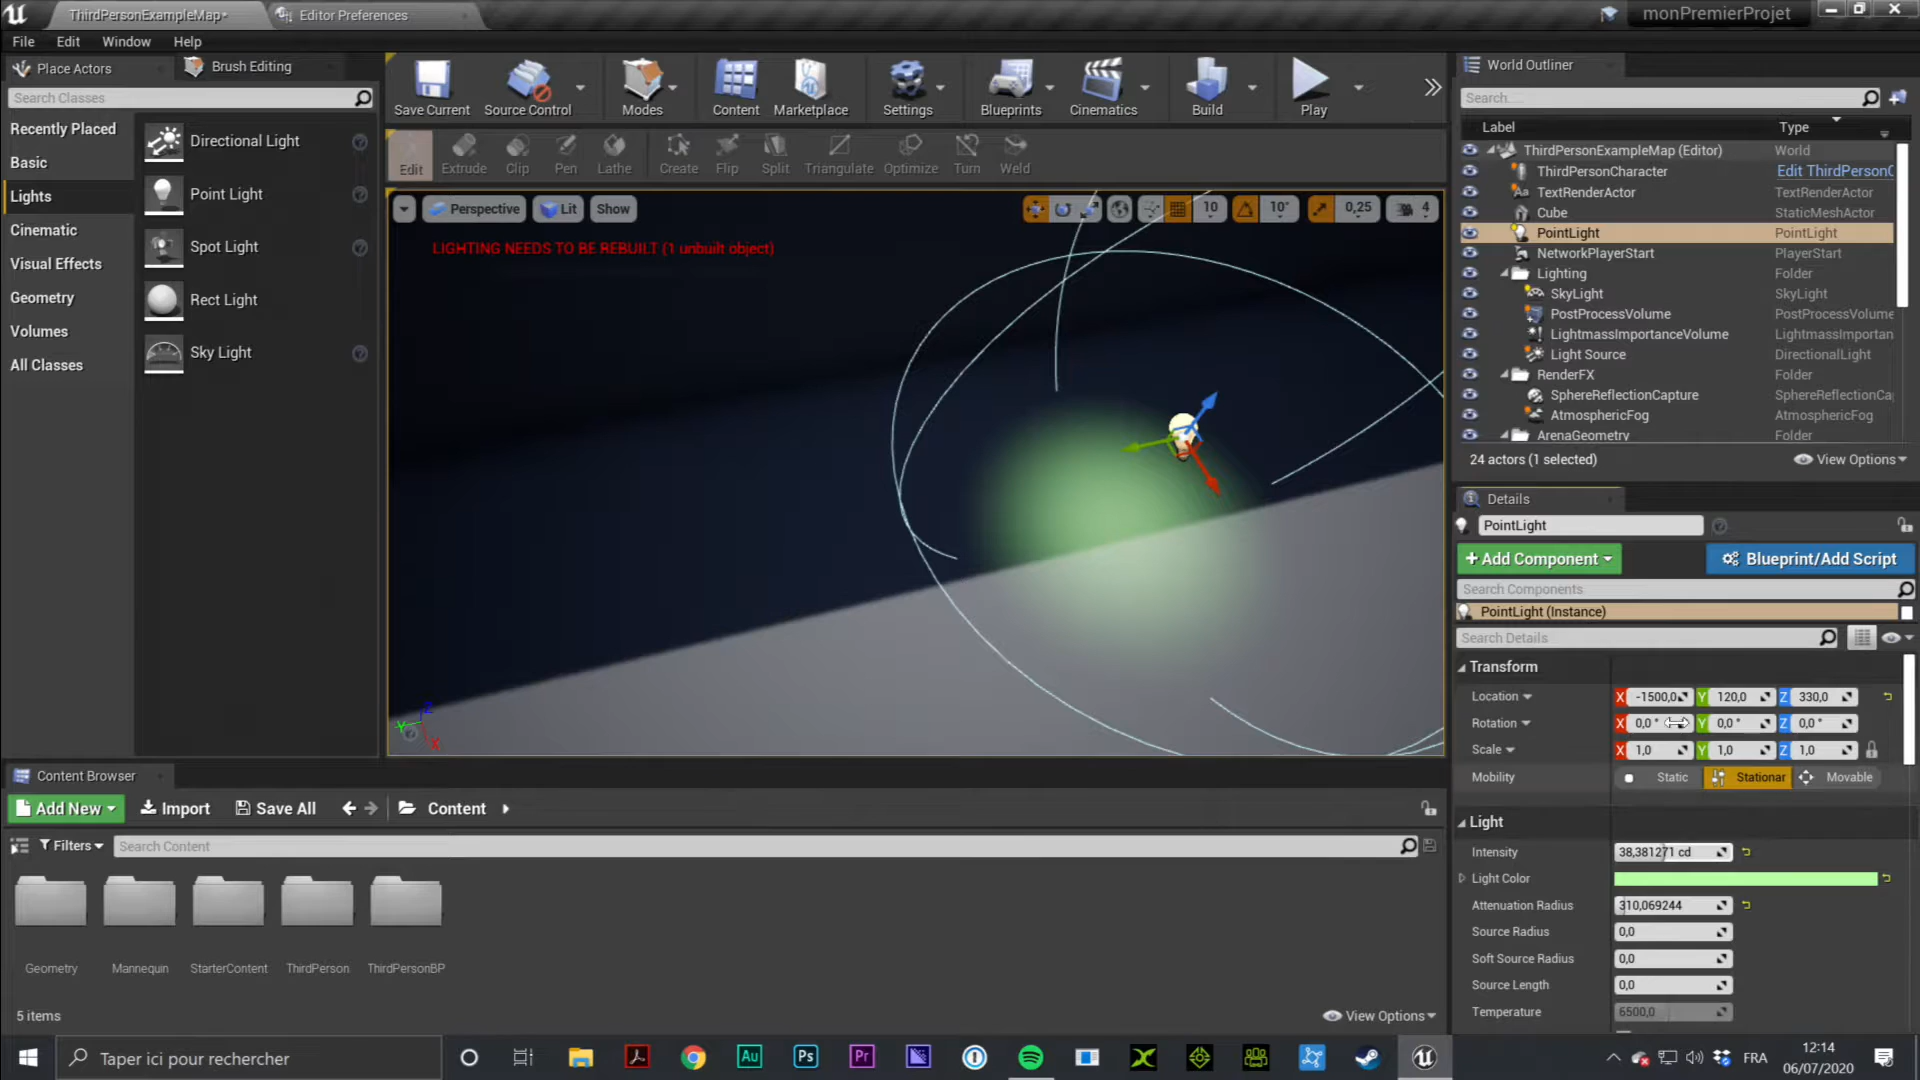 ThirdPersonExampleMap•
Editor Preferences
monPremierProjet
File Edit Window Help
Place Actors
Brush Editing
Search Classes
Recently Placed
Basic
Lights
Cinematic
Visual Effects
Geometry
Volumes
All Classes
Directional Light
Point Light
Spot Light
Rect Light
Sky Light
Save Current Source Control Modes Content Marketplace Settings Blueprints Cinematics Build Play
Edit Extrude Clip Pen Lathe Create Flip Split Triangulate Optimize Turn Weld
Perspective Lit Show
10 10° 0,25 4
LIGHTING NEEDS TO BE REBUILT (1 unbuilt object)
Z
Y
X
World Outliner
Search...
Label Type
ThirdPersonExampleMap (Editor) World
ThirdPersonCharacter Edit ThirdPersonC
TextRenderActor TextRenderActor
Cube StaticMeshActor
PointLight PointLight
NetworkPlayerStart PlayerStart
Lighting Folder
SkyLight SkyLight
PostProcessVolume PostProcessVolume
LightmassImportanceVolume LightmassImportan
Light Source DirectionalLight
RenderFX Folder
SphereReflectionCapture SphereReflectionCa
AtmosphericFog AtmosphericFog
ArenaGeometry Folder
24 actors (1 selected)
View Options
Details
PointLight
+ Add Component
Blueprint/Add Script
Search Components
PointLight (Instance)
Search Details
Transform
Location X -1500,0 Y 120,0 Z 330,0
Rotation X 0,0 ° Y 0,0 ° Z 0,0 °
Scale X 1,0 Y 1,0 Z 1,0
Mobility Static Stationar Movable
Light
Intensity 38,381271 cd
Light Color
Attenuation Radius 310,069244
Source Radius 0,0
Soft Source Radius 0,0
Source Length 0,0
Temperature 6500,0
Content Browser
Add New Import Save All Content
Filters
Search Content
Geometry Mannequin StarterContent ThirdPerson ThirdPersonBP
5 items
View Options
Taper ici pour rechercher
Au Ps Pr
FRA
12:14
06/07/2020